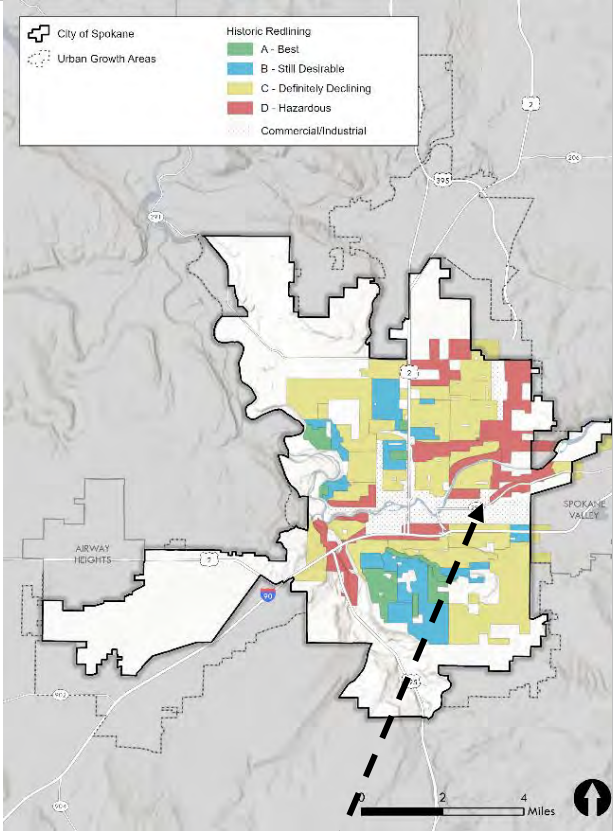 City of Spokane
Urban Growth Areas
Historic Redlining
A - Best
B - Still Desirable
C - Definitely Declining
D - Hazardous
Commercial/Industrial
2
206
395
291
2
SPOKANE
VALLEY
AIRWAY
HEIGHTS
2
90
902
904
0 2 4
Miles